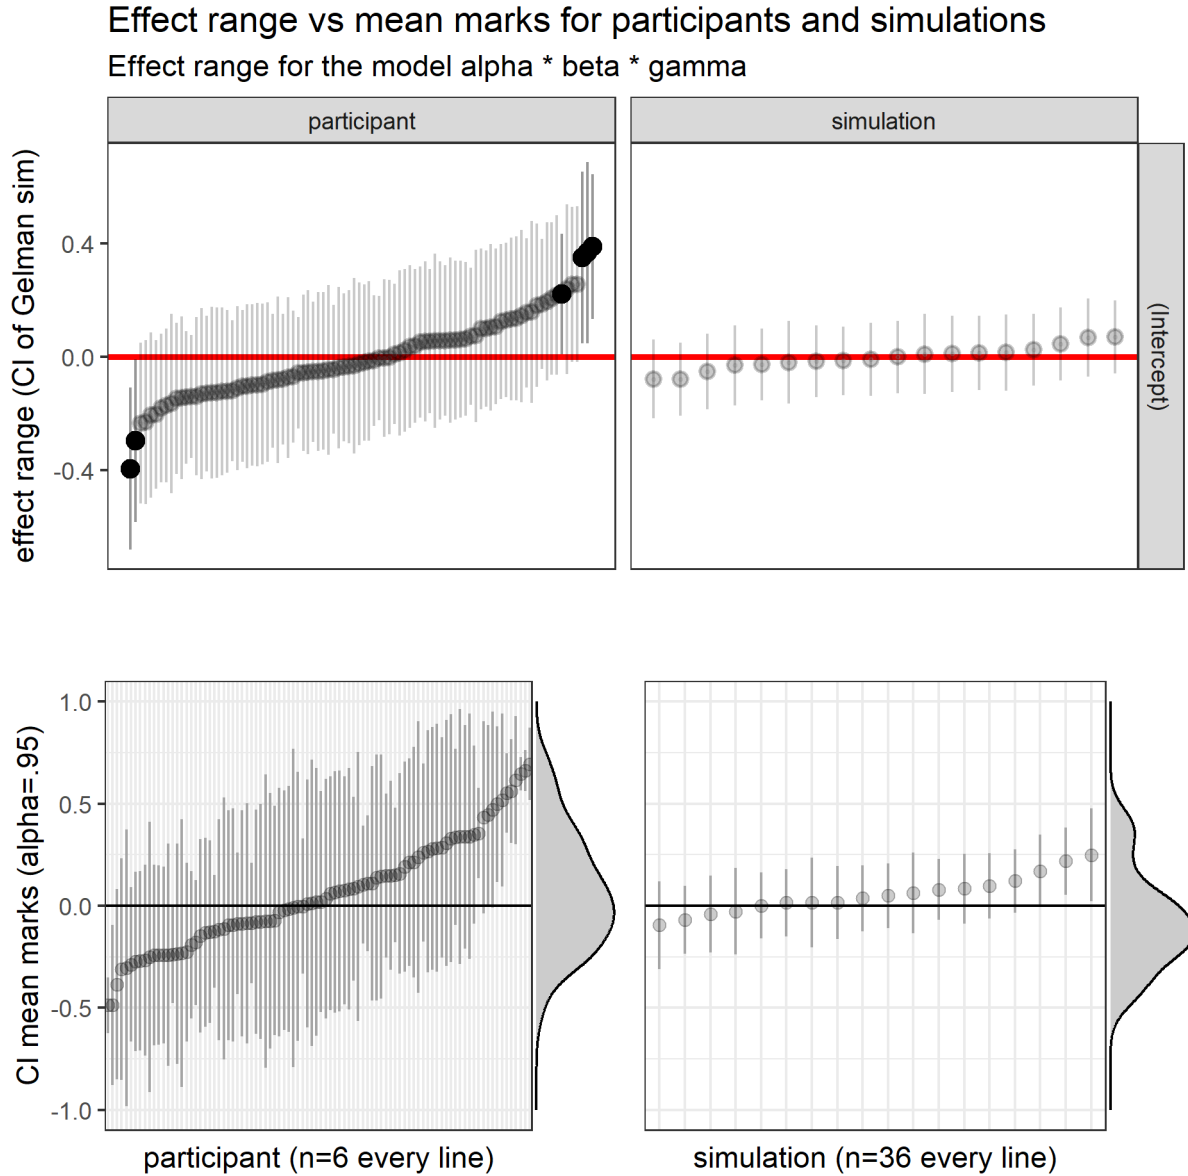 Effect range vs mean marks for participants and simulations
Effect range for the model alpha * beta * gamma
participant
simulation
effect range (CI of Gelman sim)
0.4
0.0
-0.4
(Intercept)
CI mean marks (alpha=.95)
1.0
0.5
0.0
-0.5
-1.0
participant (n=6 every line)
simulation (n=36 every line)